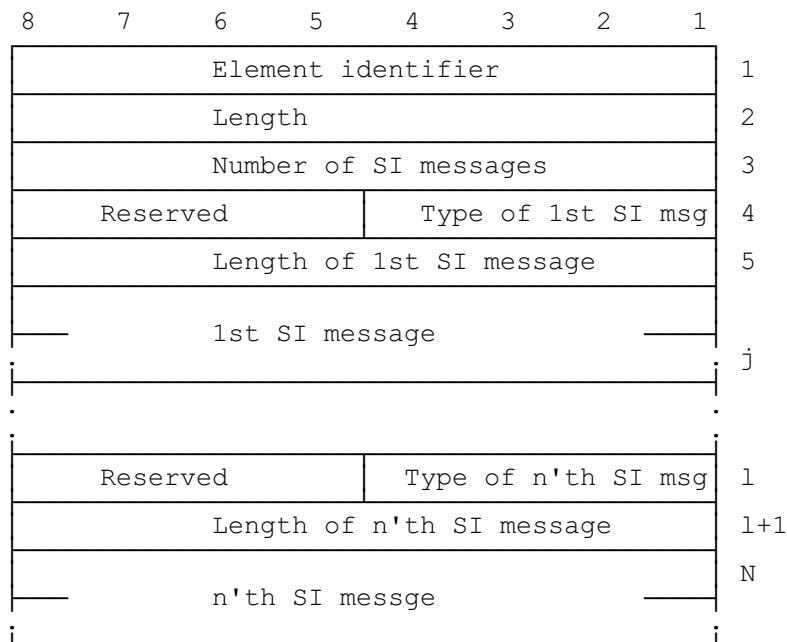 8 7 6 5 4 3 2 1
Element identifier 1
Length 2
Number of SI messages 3
Reserved Type of 1st SI msg 4
Length of 1st SI message 5
1st SI message
j
Reserved Type of n'th SI msg l
Length of n'th SI message l+1
N
n'th SI messge